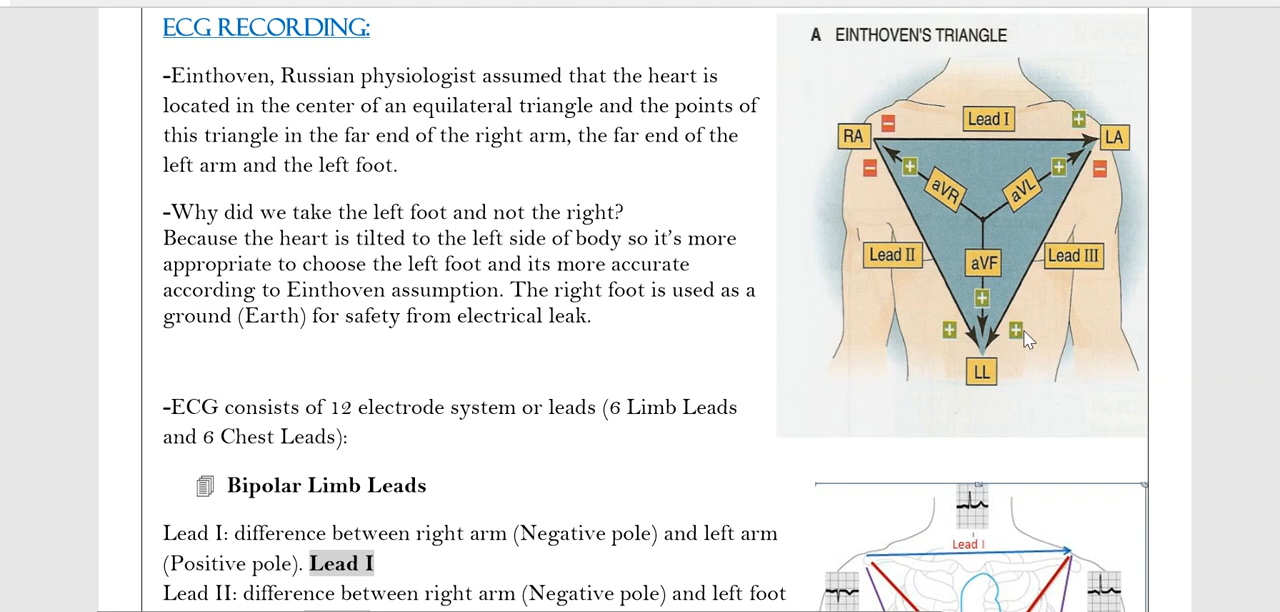 ECG RECORDING:
-Einthoven, Russian physiologist assumed that the heart is
located in the center of an equilateral triangle and the points of
this triangle in the far end of the right arm, the far end of the
left arm and the left foot.
-Why did we take the left foot and not the right?
Because the heart is tilted to the left side of body so it's more
appropriate to choose the left foot and its more accurate
according to Einthoven assumption. The right foot is used as a
ground (Earth) for safety from electrical leak.
-ECG consists of 12 electrode system or leads (6 Limb Leads
and 6 Chest Leads):
Bipolar Limb Leads
Lead I: difference between right arm (Negative pole) and left arm
(Positive pole). Lead I
Lead II: difference between right arm (Negative pole) and left foot
A EINTHOVEN'S TRIANGLE
Lead I
RA
LA
aVR
aVL
Lead II
aVF
Lead III
LL
Lead I